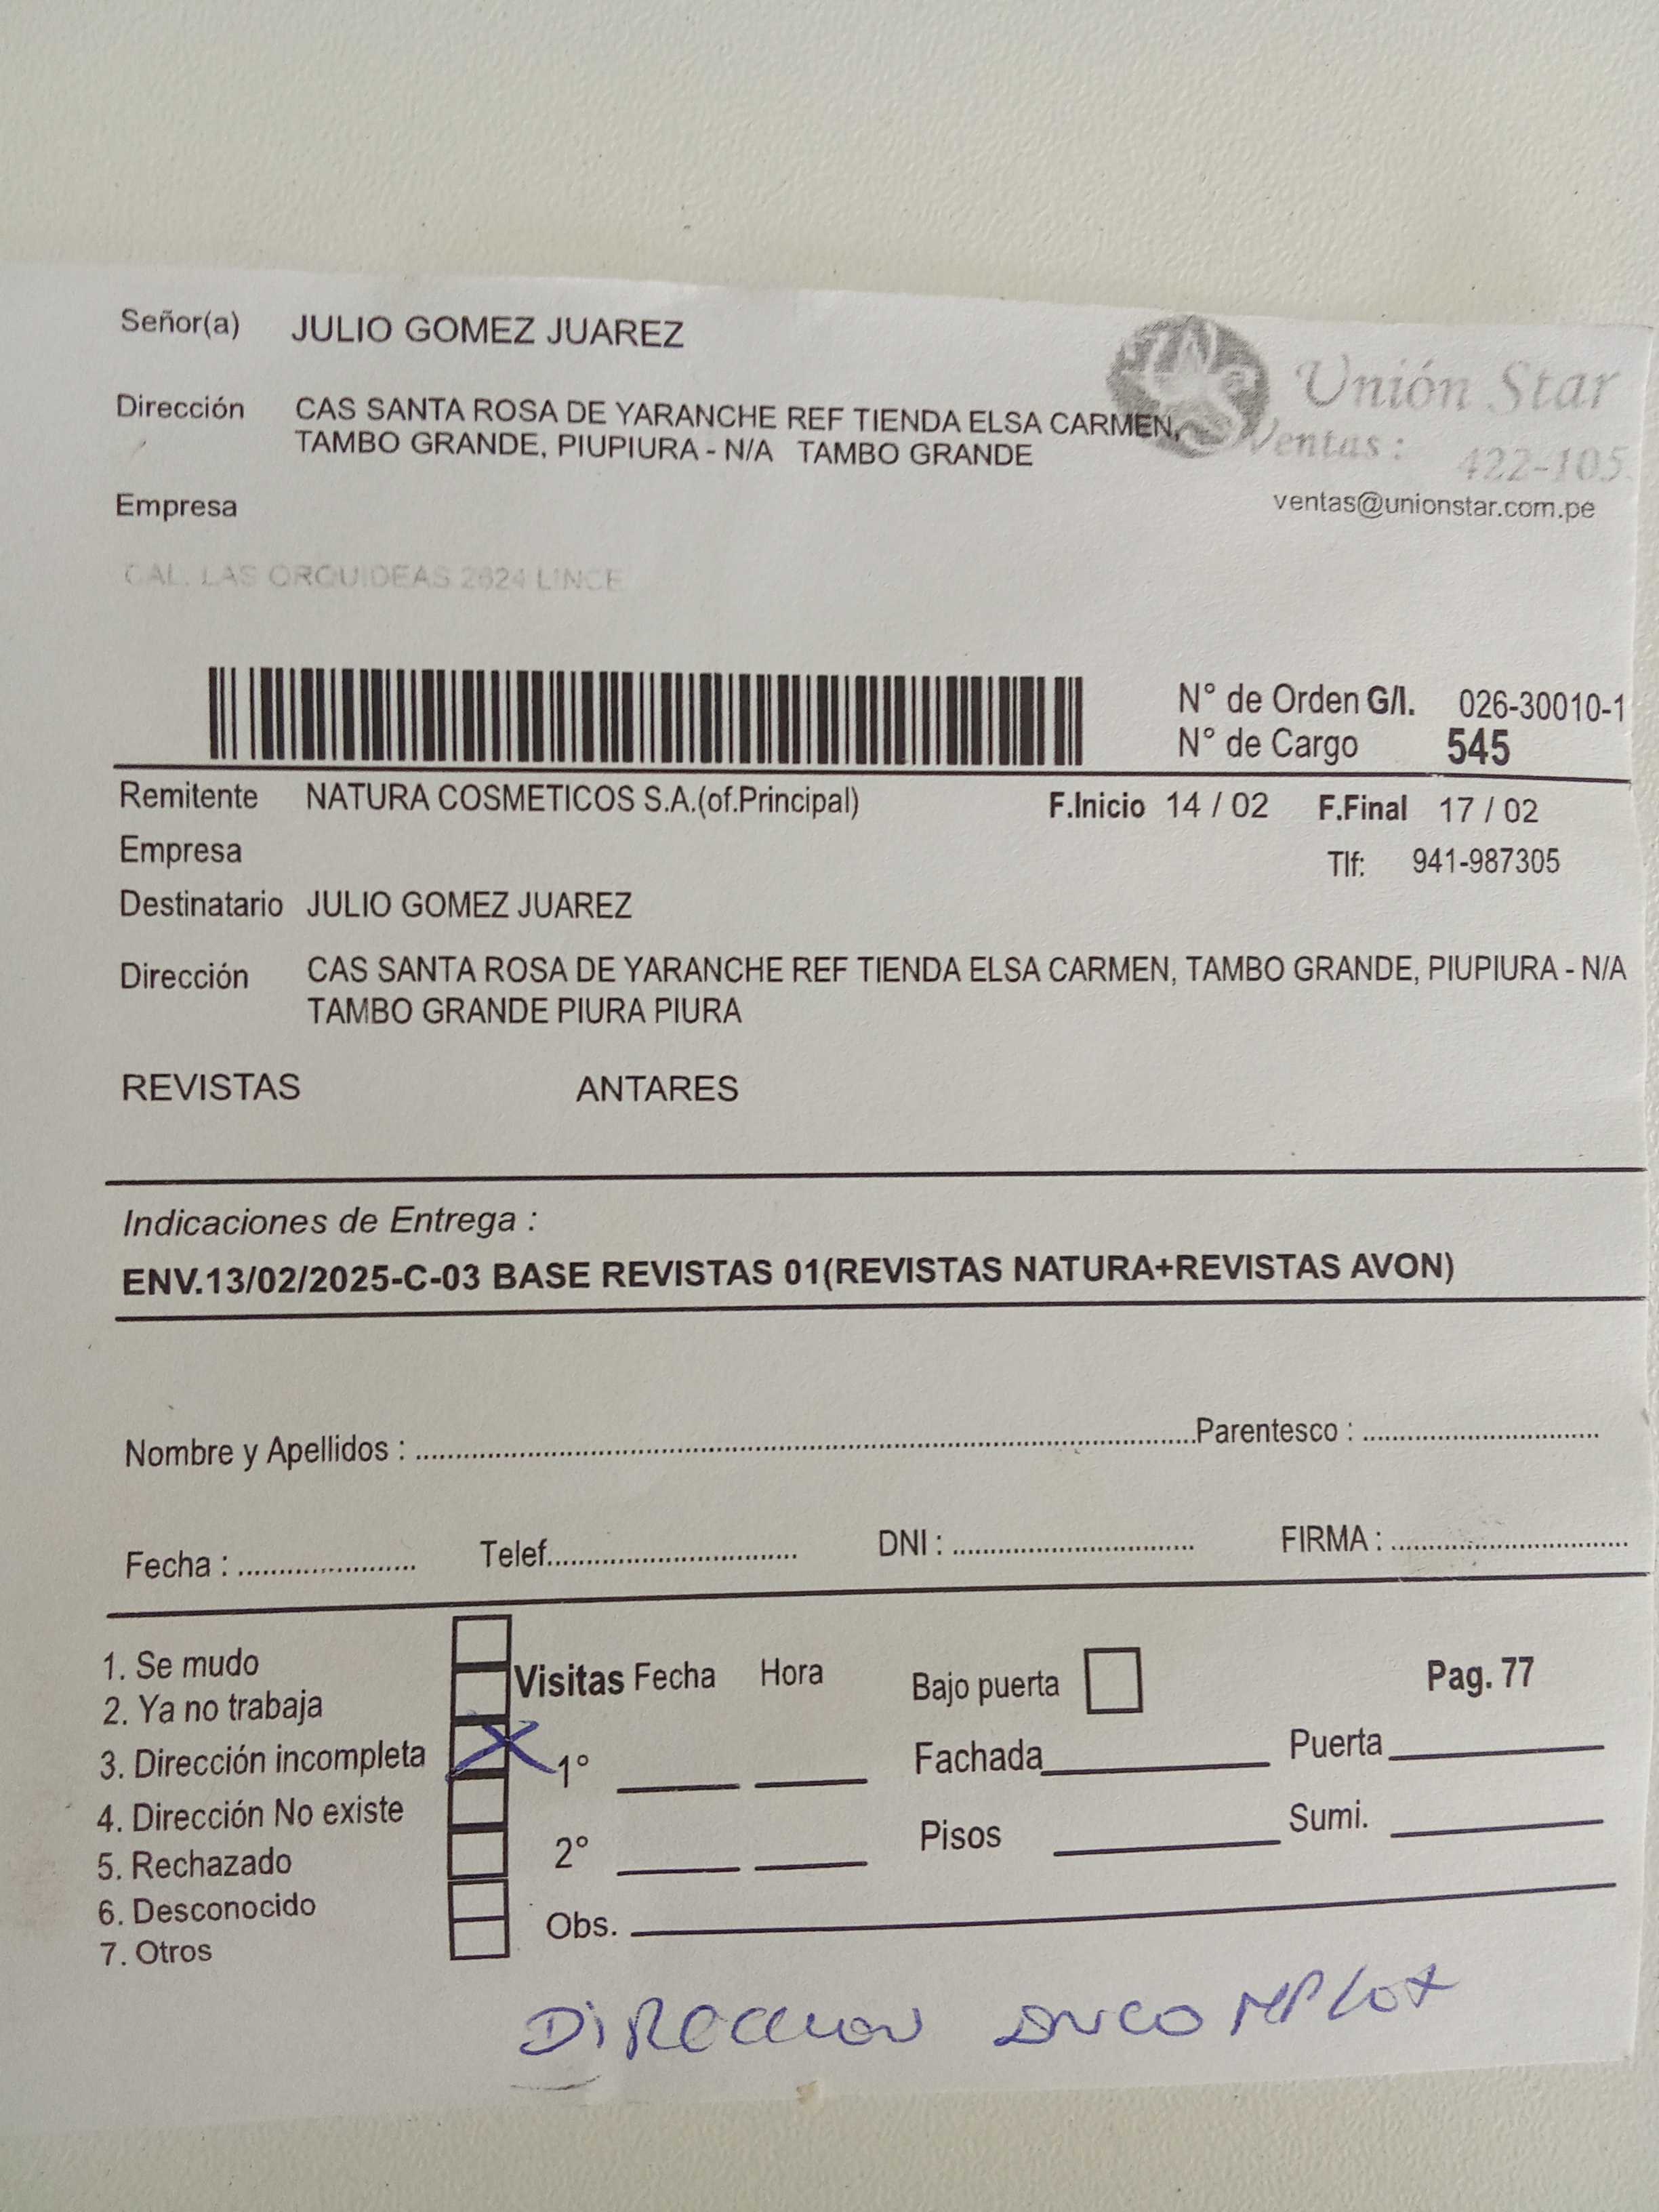 Señor(a) JULIO GOMEZ JUAREZ
Unión Star
Dirección CAS SANTA ROSA DE YARANCHE REF TIENDA ELSA CARMEN,
TAMBO GRANDE, PIUPIURA - N/A TAMBO GRANDE
Ventas : 422-105
Empresa
ventas@unionstar.com.pe
CAL. LAS ORQUIDEAS 2624 LINCE
N° de Orden G/I. 026-30010-1
N° de Cargo 545
Remitente NATURA COSMETICOS S.A.(of.Principal) F.Inicio 14 / 02 F.Final 17 / 02
Empresa
Tlf: 941-987305
Destinatario JULIO GOMEZ JUAREZ
Dirección CAS SANTA ROSA DE YARANCHE REF TIENDA ELSA CARMEN, TAMBO GRANDE, PIUPIURA - N/A
TAMBO GRANDE PIURA PIURA
REVISTAS ANTARES
Indicaciones de Entrega :
ENV.13/02/2025-C-03 BASE REVISTAS 01(REVISTAS NATURA+REVISTAS AVON)
Nombre y Apellidos : Parentesco :
Fecha : Telef. DNI : FIRMA :
1. Se mudo
Visitas Fecha Hora Bajo puerta Pag. 77
2. Ya no trabaja
3. Dirección incompleta 1° Fachada Puerta
4. Dirección No existe
2° Pisos Sumi.
5. Rechazado
6. Desconocido
Obs.
7. Otros